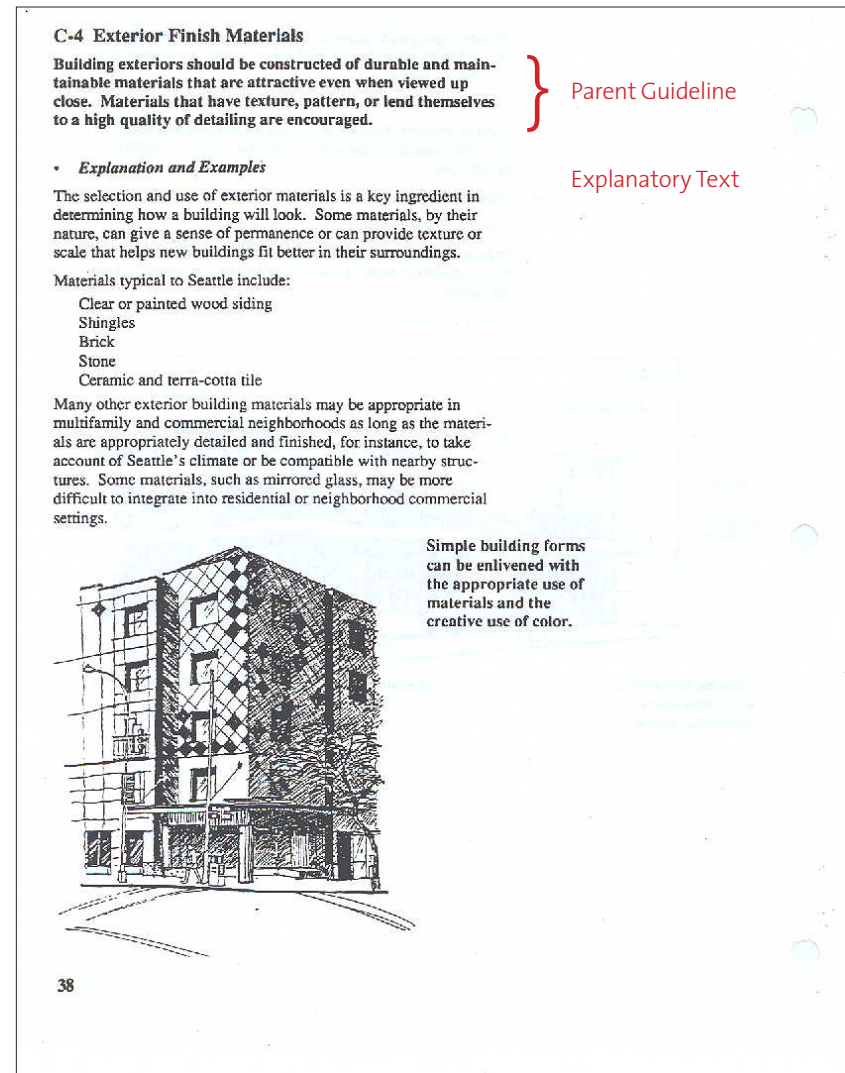 C-4 Exterior Finish Materials
Building exteriors should be constructed of durable and main-
tainable materials that are attractive even when viewed up
close. Materials that have texture, pattern, or lend themselves
to a high quality of detailing are encouraged.
Parent Guideline
• Explanation and Examples
Explanatory Text
The selection and use of exterior materials is a key ingredient in
determining how a building will look. Some materials, by their
nature, can give a sense of permanence or can provide texture or
scale that helps new buildings fit better in their surroundings.
Materials typical to Seattle include:
Clear or painted wood siding
Shingles
Brick
Stone
Ceramic and terra-cotta tile
Many other exterior building materials may be appropriate in
multifamily and commercial neighborhoods as long as the materi-
als are appropriately detailed and finished, for instance, to take
account of Seattle's climate or be compatible with nearby struc-
tures. Some materials, such as mirrored glass, may be more
difficult to integrate into residential or neighborhood commercial
settings.
Simple building forms
can be enlivened with
the appropriate use of
materials and the
creative use of color.
38